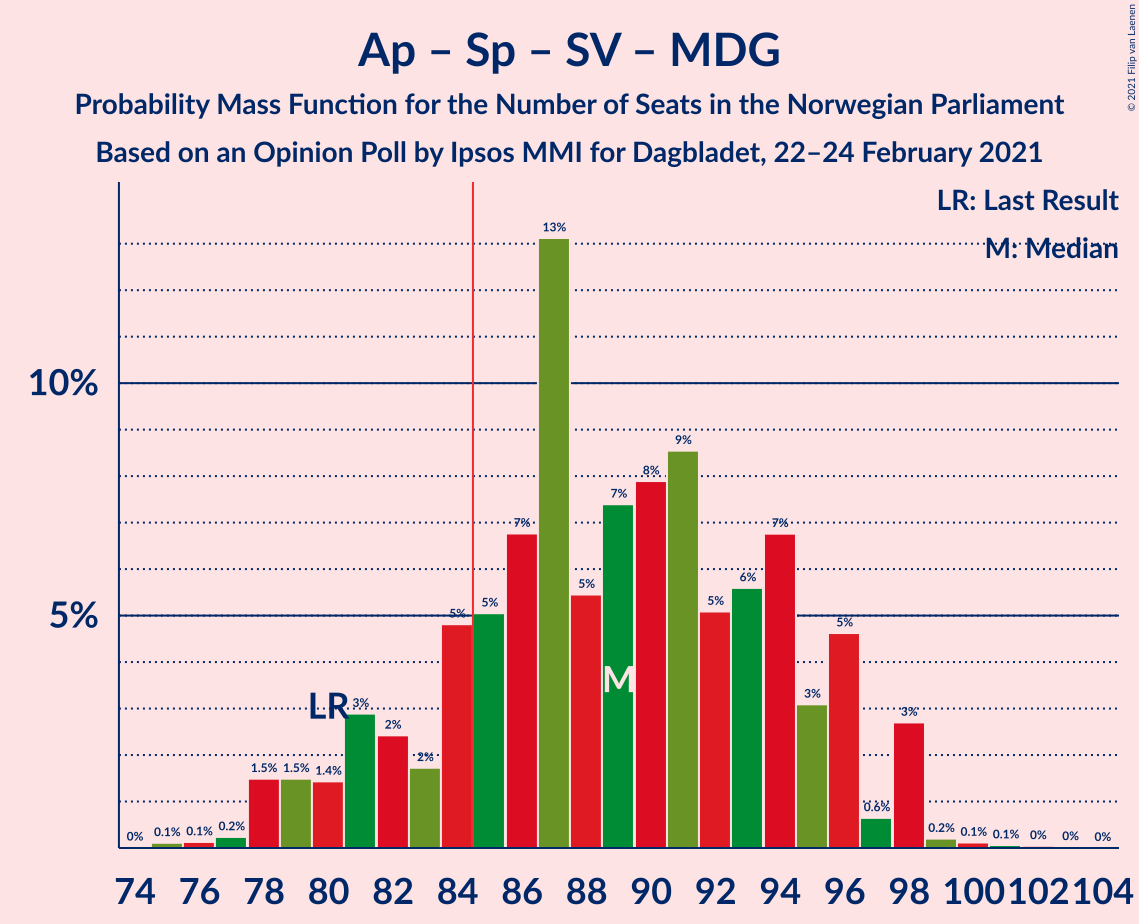 Ap – Sp – SV – MDG
Probability Mass Function for the Number of Seats in the Norwegian Parliament
Based on an Opinion Poll by Ipsos MMI for Dagbladet, 22–24 February 2021
© 2021 Filip van Laenen
LR: Last Result
M: Median
10%
5%
0% 0.1% 0.1% 0.2% 1.5% 1.5% 1.4% 3% 2% 2% 5% 5% 7% 13% 5% 7% 8% 9% 5% 6% 7% 3% 5% 0.6% 3% 0.2% 0.1% 0.1% 0% 0% 0%
LR
M
74 76 78 80 82 84 86 88 90 92 94 96 98 100 102 104